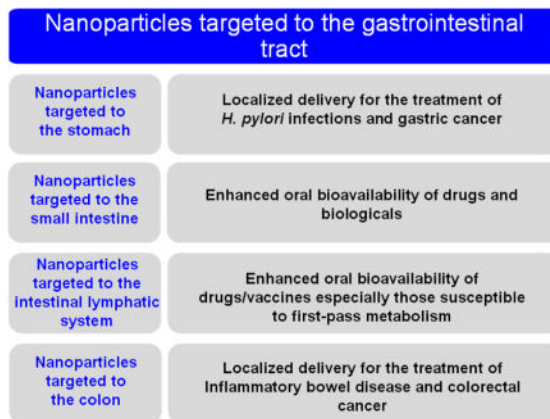 Nanoparticles targeted to the gastrointestinal
tract
Nanoparticles
targeted to
the stomach
Localized delivery for the treatment of
H. pylori infections and gastric cancer
Nanoparticles
targeted to the
small intestine
Enhanced oral bioavailability of drugs and
biologicals
Nanoparticles
targeted to the
intestinal lymphatic
system
Enhanced oral bioavailability of
drugs/vaccines especially those susceptible
to first-pass metabolism
Nanoparticles
targeted to
the colon
Localized delivery for the treatment of
Inflammatory bowel disease and colorectal
cancer